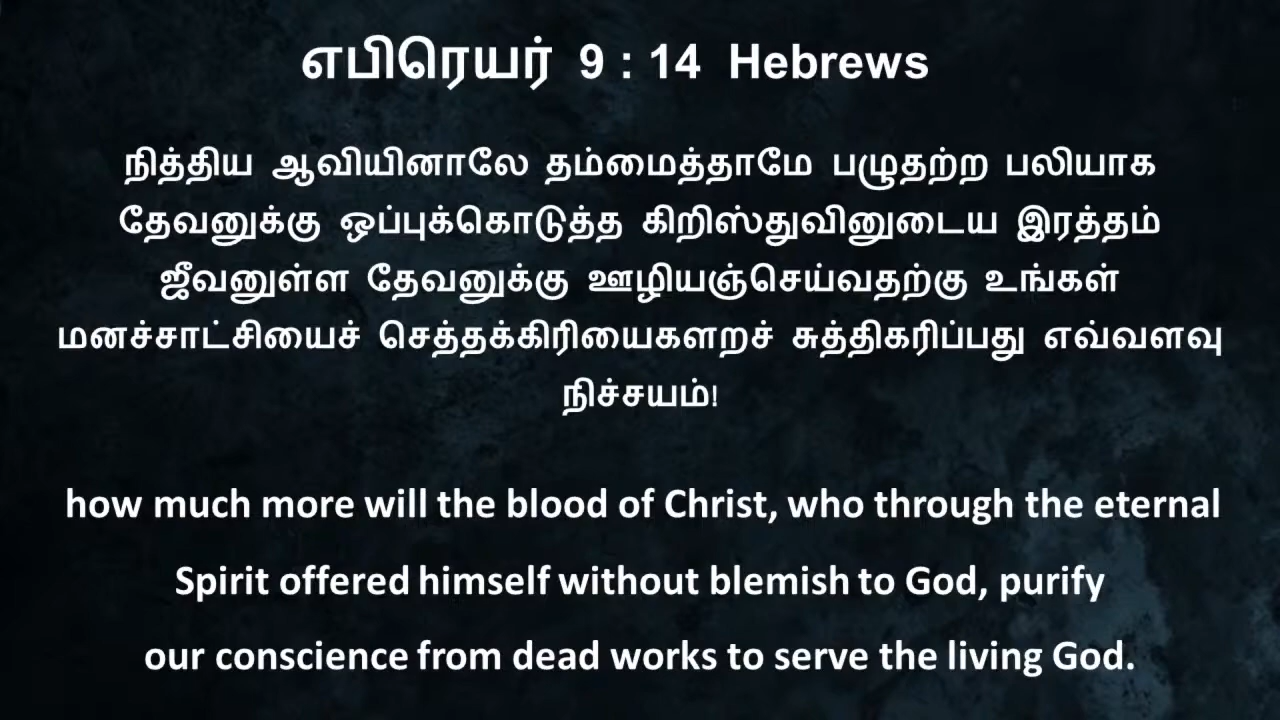 எபிரெயர் 9 : 14 Hebrews
நித்திய ஆவியினாலே தம்மைத்தாமே பழுதற்ற பலியாக
தேவனுக்கு ஒப்புக்கொடுத்த கிறிஸ்துவினுடைய இரத்தம்
ஜீவனுள்ள தேவனுக்கு ஊழியஞ்செய்வதற்கு உங்கள்
மனச்சாட்சியைச் செத்தக்கிரியைகளறச் சுத்திகரிப்பது எவ்வளவு
நிச்சயம்!
how much more will the blood of Christ, who through the eternal
Spirit offered himself without blemish to God, purify
our conscience from dead works to serve the living God.